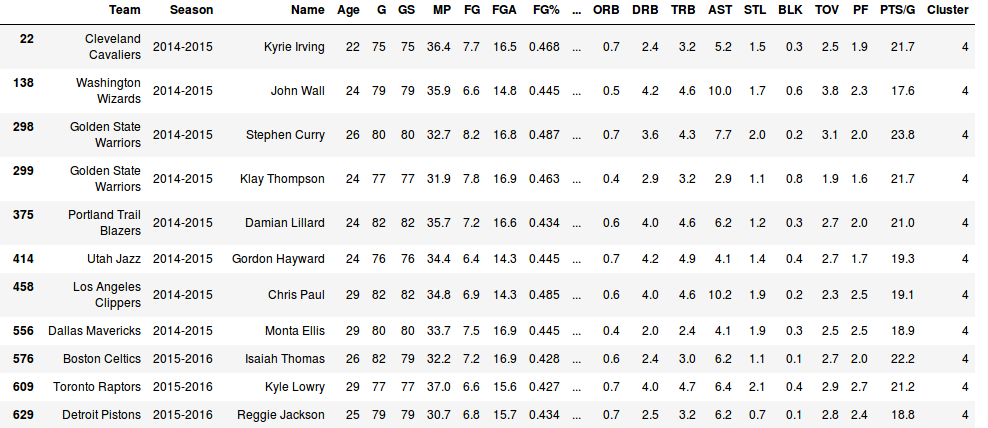 Team Season Name Age G GS MP FG FGA FG% ... ORB DRB TRB AST STL BLK TOV PF PTS/G Cluster
22 Cleveland Cavaliers 2014-2015 Kyrie Irving 22 75 75 36.4 7.7 16.5 0.468 ... 0.7 2.4 3.2 5.2 1.5 0.3 2.5 1.9 21.7 4
138 Washington Wizards 2014-2015 John Wall 24 79 79 35.9 6.6 14.8 0.445 ... 0.5 4.2 4.6 10.0 1.7 0.6 3.8 2.3 17.6 4
298 Golden State Warriors 2014-2015 Stephen Curry 26 80 80 32.7 8.2 16.8 0.487 ... 0.7 3.6 4.3 7.7 2.0 0.2 3.1 2.0 23.8 4
299 Golden State Warriors 2014-2015 Klay Thompson 24 77 77 31.9 7.8 16.9 0.463 ... 0.4 2.9 3.2 2.9 1.1 0.8 1.9 1.6 21.7 4
375 Portland Trail Blazers 2014-2015 Damian Lillard 24 82 82 35.7 7.2 16.6 0.434 ... 0.6 4.0 4.6 6.2 1.2 0.3 2.7 2.0 21.0 4
414 Utah Jazz 2014-2015 Gordon Hayward 24 76 76 34.4 6.4 14.3 0.445 ... 0.7 4.2 4.9 4.1 1.4 0.4 2.7 1.7 19.3 4
458 Los Angeles Clippers 2014-2015 Chris Paul 29 82 82 34.8 6.9 14.3 0.485 ... 0.6 4.0 4.6 10.2 1.9 0.2 2.3 2.5 19.1 4
556 Dallas Mavericks 2014-2015 Monta Ellis 29 80 80 33.7 7.5 16.9 0.445 ... 0.4 2.0 2.4 4.1 1.9 0.3 2.5 2.5 18.9 4
576 Boston Celtics 2015-2016 Isaiah Thomas 26 82 79 32.2 7.2 16.9 0.428 ... 0.6 2.4 3.0 6.2 1.1 0.1 2.7 2.0 22.2 4
609 Toronto Raptors 2015-2016 Kyle Lowry 29 77 77 37.0 6.6 15.6 0.427 ... 0.7 4.0 4.7 6.4 2.1 0.4 2.9 2.7 21.2 4
629 Detroit Pistons 2015-2016 Reggie Jackson 25 79 79 30.7 6.8 15.7 0.434 ... 0.7 2.5 3.2 6.2 0.7 0.1 2.8 2.4 18.8 4